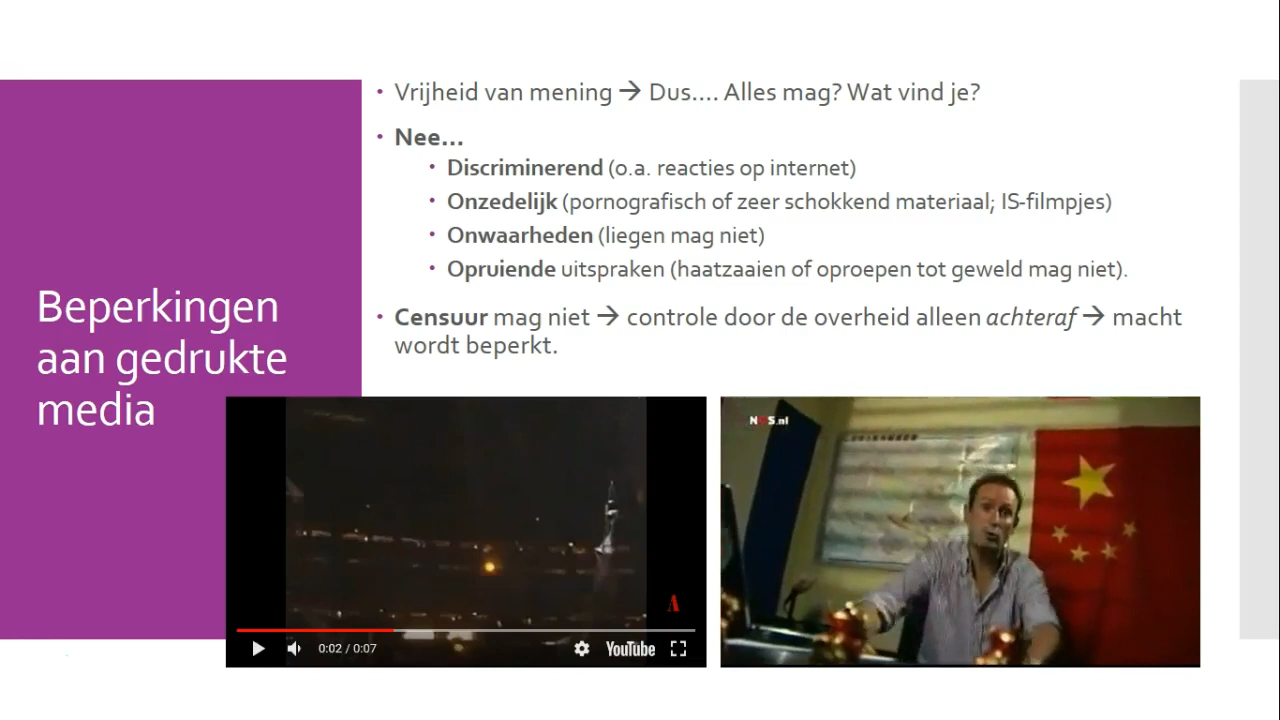 Beperkingen
aan gedrukte
media
• Vrijheid van mening → Dus.... Alles mag? Wat vind je?
• Nee...
• Discriminerend (o.a. reacties op internet)
• Onzedelijk (pornografisch of zeer schokkend materiaal; IS-filmpjes)
• Onwaarheden (liegen mag niet)
• Opruiende uitspraken (haatzaaien of oproepen tot geweld mag niet).
• Censuur mag niet → controle door de overheid alleen achteraf → macht
wordt beperkt.
A
0:02 / 0:07
YouTube
NOS.nl